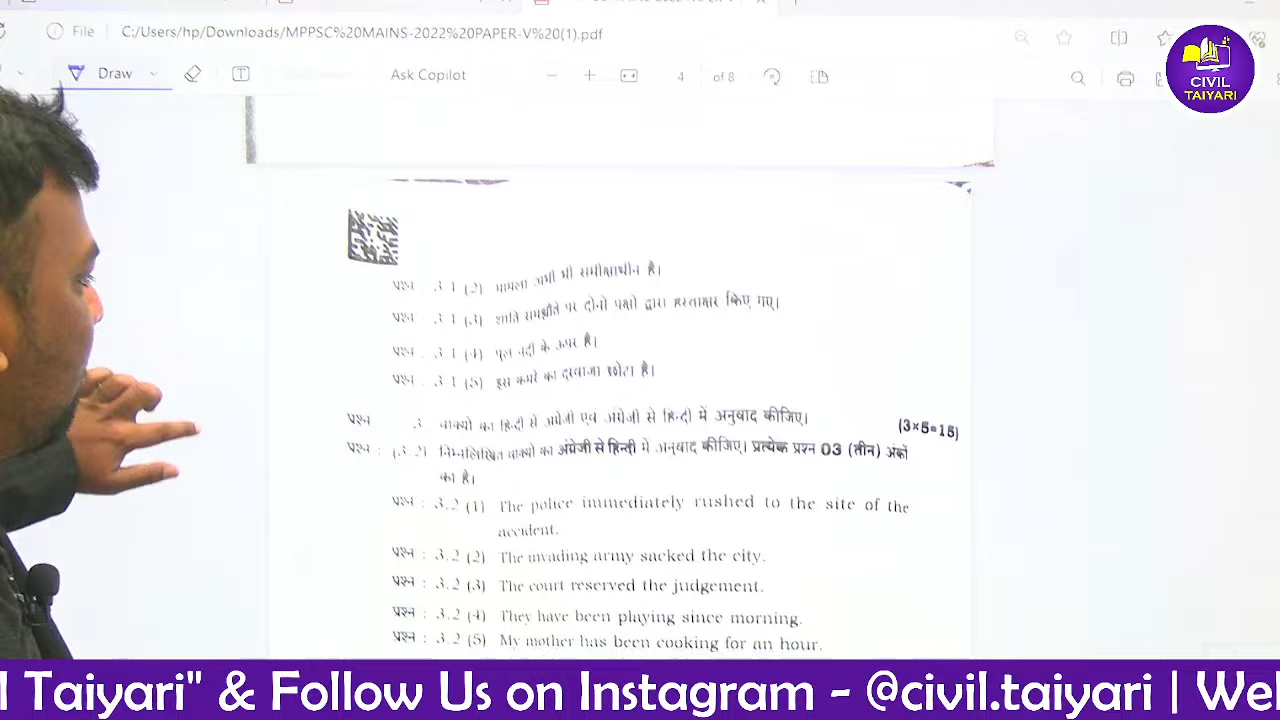 File C:/Users/hp/Downloads/MPPSC%20MAINS-2022%20PAPER-V%20(1).pdf
Draw Ask Copilot 4 of 8
CIVIL
TAIYARI
प्रश्न : 3.1 (2) मामला अभी भी समीक्षाधीन है।
प्रश्न : 3.1 (3) शांति समझौते पर दोनों पक्षों द्वारा हस्ताक्षर किए गए।
प्रश्न : 3.1 (4) पुल नदी के ऊपर है।
प्रश्न : 3.1 (5) इस कमरे का दरवाजा छोटा है।
प्रश्न 3 वाक्यों का हिन्दी से अंग्रेजी एवं अंग्रेजी से हिन्दी में अनुवाद कीजिए। (3×5=15)
प्रश्न : (3.2) निम्नलिखित वाक्यों का अंग्रेजी से हिन्दी में अनुवाद कीजिए। प्रत्येक प्रश्न 03 (तीन) अंकों
का है।
प्रश्न : 3.2 (1) The police immediately rushed to the site of the
accident.
प्रश्न : 3.2 (2) The invading army sacked the city.
प्रश्न : 3.2 (3) The court reserved the judgement.
प्रश्न : 3.2 (4) They have been playing since morning.
प्रश्न : 3.2 (5) My mother has been cooking for an hour.
Taiyari" & Follow Us on Instagram - @civil.taiyari | Wel